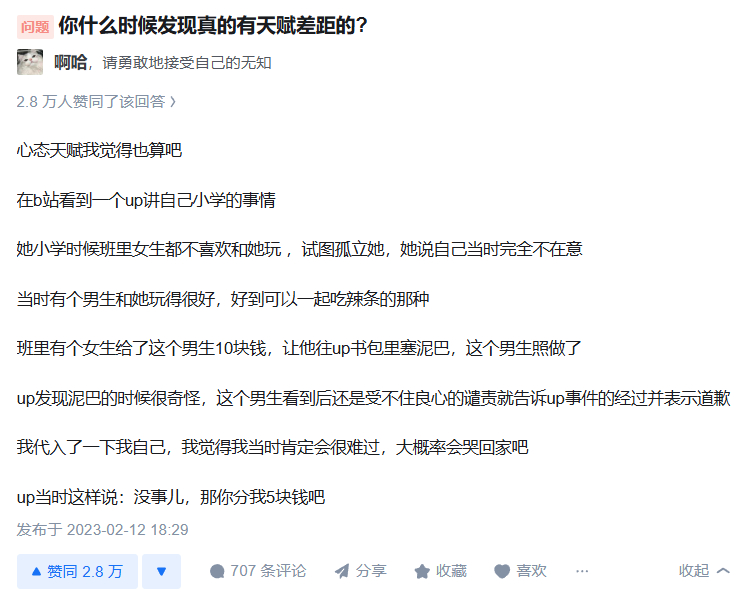 问题 你什么时候发现真的有天赋差距的？
啊哈，请勇敢地接受自己的无知
2.8 万人赞同了该回答 ›
心态天赋我觉得也算吧
在b站看到一个up讲自己小学的事情
她小学时候班里女生都不喜欢和她玩 ，试图孤立她，她说自己当时完全不在意
当时有个男生和她玩得很好，好到可以一起吃辣条的那种
班里有个女生给了这个男生10块钱，让他往up书包里塞泥巴，这个男生照做了
up发现泥巴的时候很奇怪，这个男生看到后还是受不住良心的谴责就告诉up事件的经过并表示道歉
我代入了一下我自己，我觉得我当时肯定会很难过，大概率会哭回家吧
up当时这样说：没事儿，那你分我5块钱吧
发布于 2023-02-12 18:29
赞同 2.8 万 707 条评论 分享 收藏 喜欢 ··· 收起